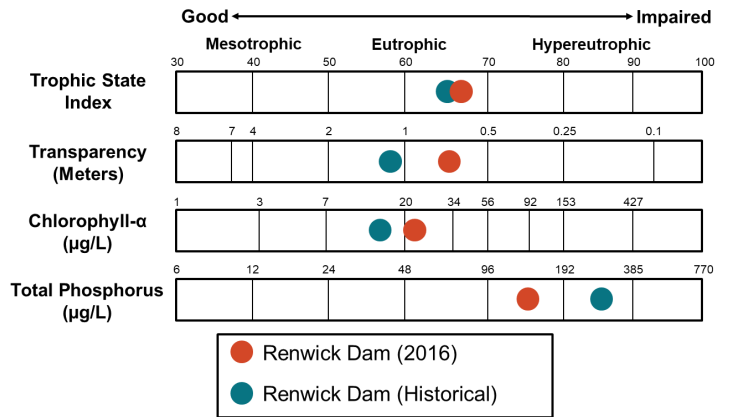 Good Impaired
Mesotrophic Eutrophic Hypereutrophic
30 40 50 60 70 80 90 100
Trophic State
Index
8 7 4 2 1 0.5 0.25 0.1
Transparency
(Meters)
1 3 7 20 34 56 92 153 427
Chlorophyll-α
(µg/L)
6 12 24 48 96 192 385 770
Total Phosphorus
(µg/L)
Renwick Dam (2016)
Renwick Dam (Historical)